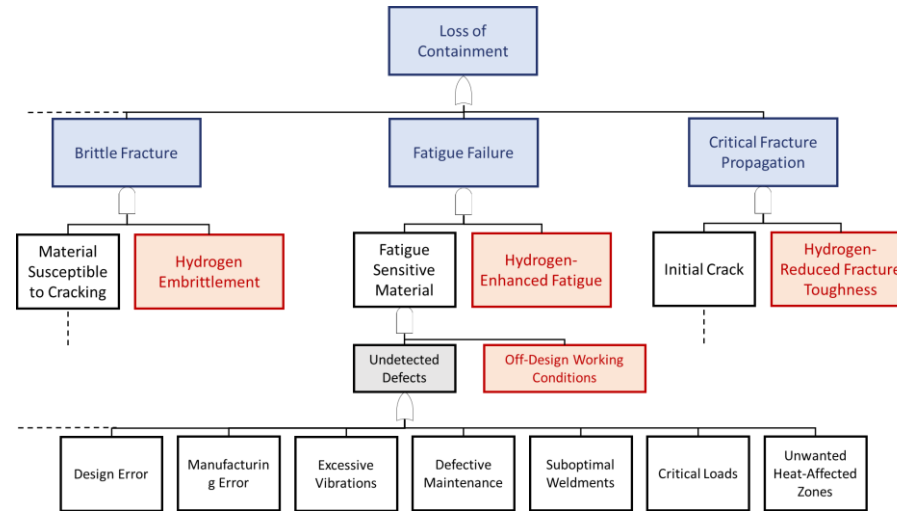 Loss of
Containment
Brittle Fracture
Fatigue Failure
Critical Fracture
Propagation
Material
Susceptible
to Cracking
Hydrogen
Embrittlement
Fatigue
Sensitive
Material
Hydrogen-
Enhanced Fatigue
Initial Crack
Hydrogen-
Reduced Fracture
Toughness
Undetected
Defects
Off-Design Working
Conditions
Design Error
Manufacturin
g Error
Excessive
Vibrations
Defective
Maintenance
Suboptimal
Weldments
Critical Loads
Unwanted
Heat-Affected
Zones